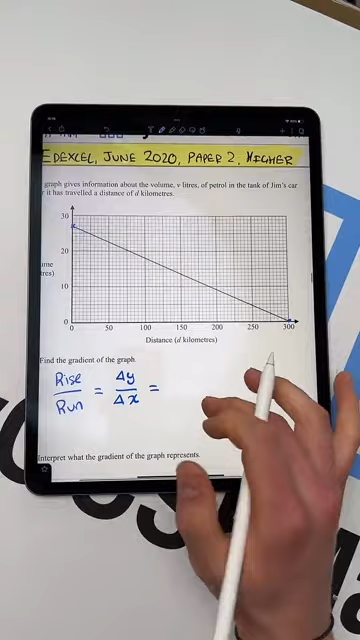 EDEXCEL, JUNE 2020, PAPER 2, HIGHER
graph gives information about the volume, v litres, of petrol in the tank of Jim's car
it has travelled a distance of d kilometres.
30
20
ume
tres)
10
0
0 50 100 150 200 250 300
Distance (d kilometres)
Find the gradient of the graph.
Rise / Run = Δy / Δx =
Interpret what the gradient of the graph represents.